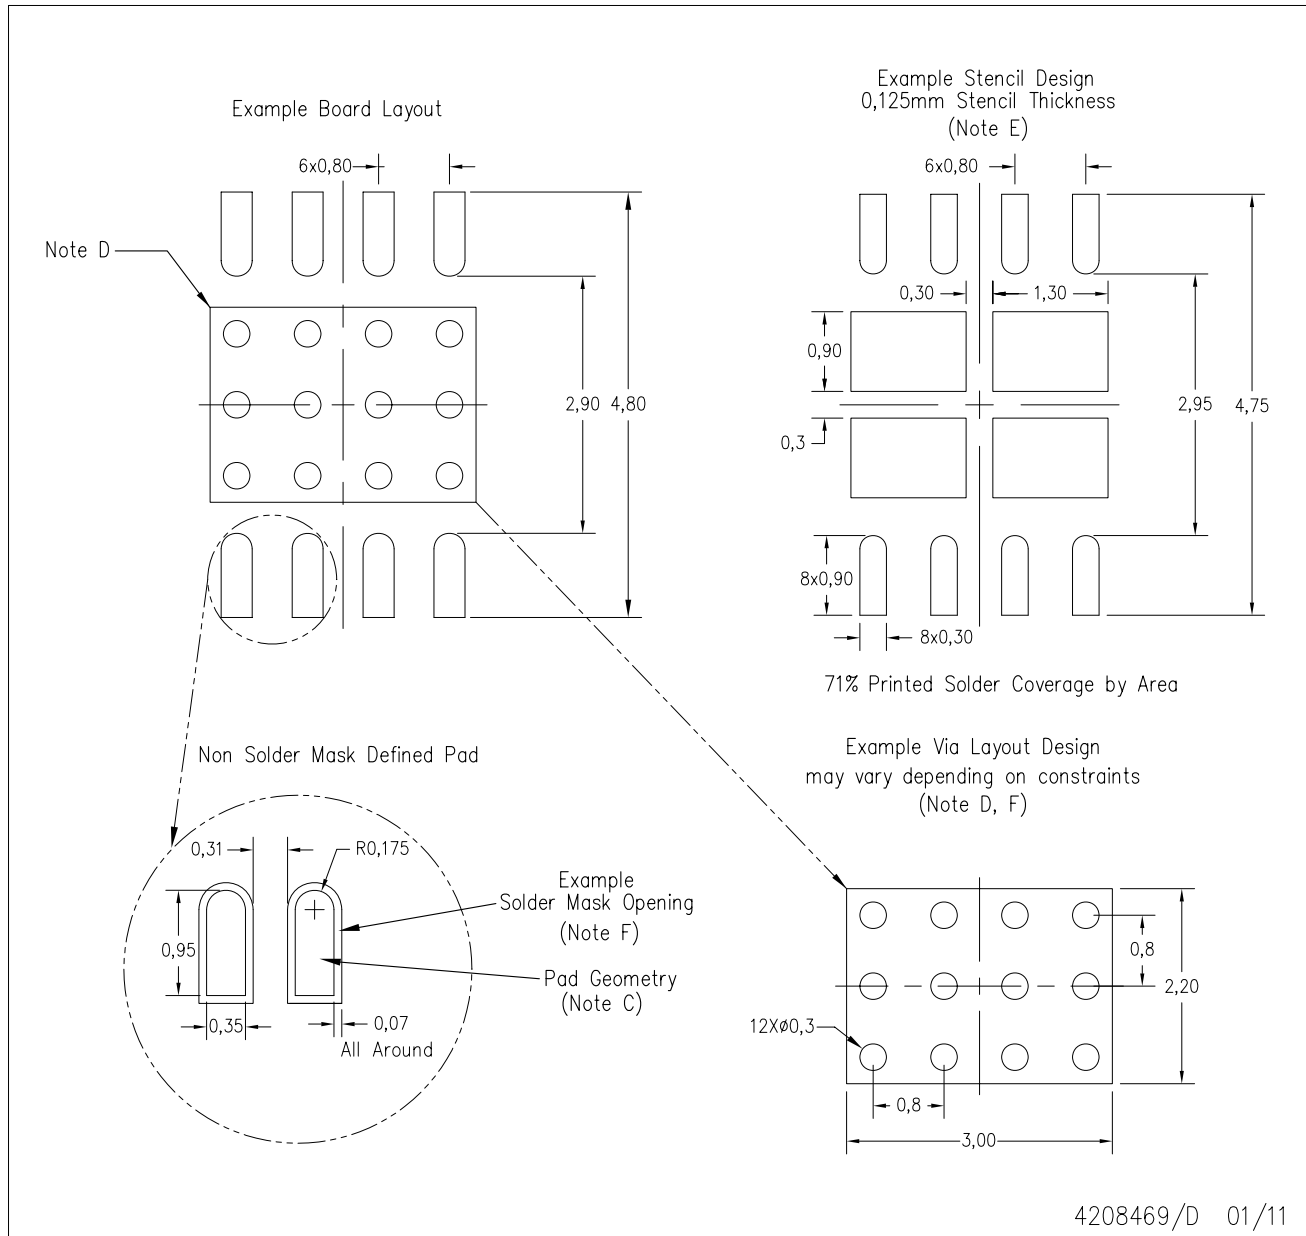 Example Board Layout
6x0,80
Note D
2,90
4,80
Example Stencil Design
0,125mm Stencil Thickness
(Note E)
6x0,80
0,30
1,30
0,90
0,3
2,95
4,75
8x0,90
8x0,30
71% Printed Solder Coverage by Area
Non Solder Mask Defined Pad
0,31
R0,175
Example
Solder Mask Opening
(Note F)
0,95
Pad Geometry
(Note C)
0,35
0,07
All Around
Example Via Layout Design
may vary depending on constraints
(Note D, F)
0,8
2,20
12XØ0,3
0,8
3,00
4208469/D 01/11